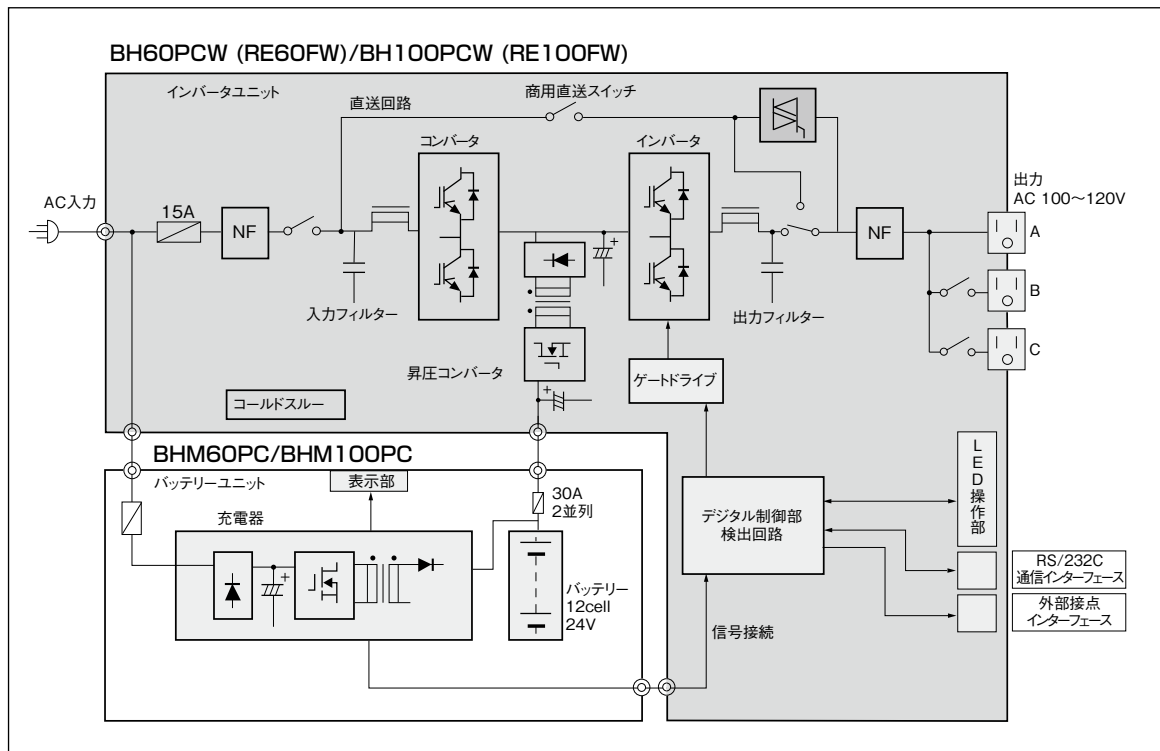 BH60PCW (RE60FW)/BH100PCW (RE100FW)
インバータユニット
直送回路
商用直送スイッチ
コンバータ
インバータ
AC入力
15A
NF
NF
出力
AC 100～120V
A
B
C
入力フィルター
出力フィルター
昇圧コンバータ
ゲートドライブ
コールドスルー
BHM60PC/BHM100PC
バッテリーユニット
表示部
30A
2並列
充電器
バッテリー
12cell
24V
デジタル制御部
検出回路
LED操作部
RS/232C
通信インターフェース
外部接点
インターフェース
信号接続